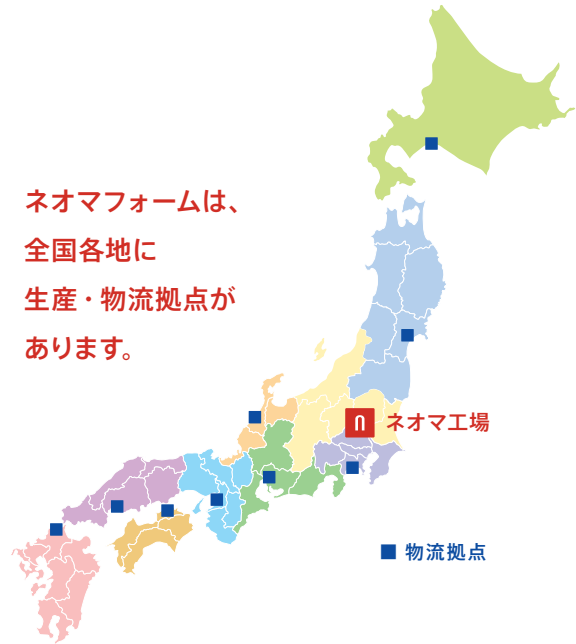 ネオマフォームは、
全国各地に
生産・物流拠点が
あります。
ネオマ工場
物流拠点